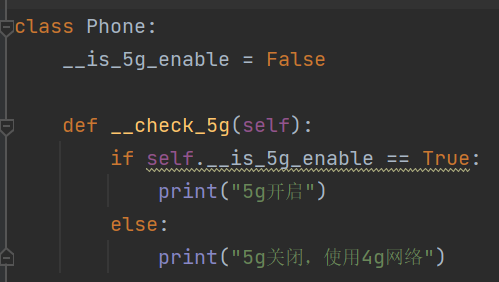 class Phone:
    __is_5g_enable = False

    def __check_5g(self):
        if self.__is_5g_enable == True:
            print("5g开启")
        else:
            print("5g关闭，使用4g网络")